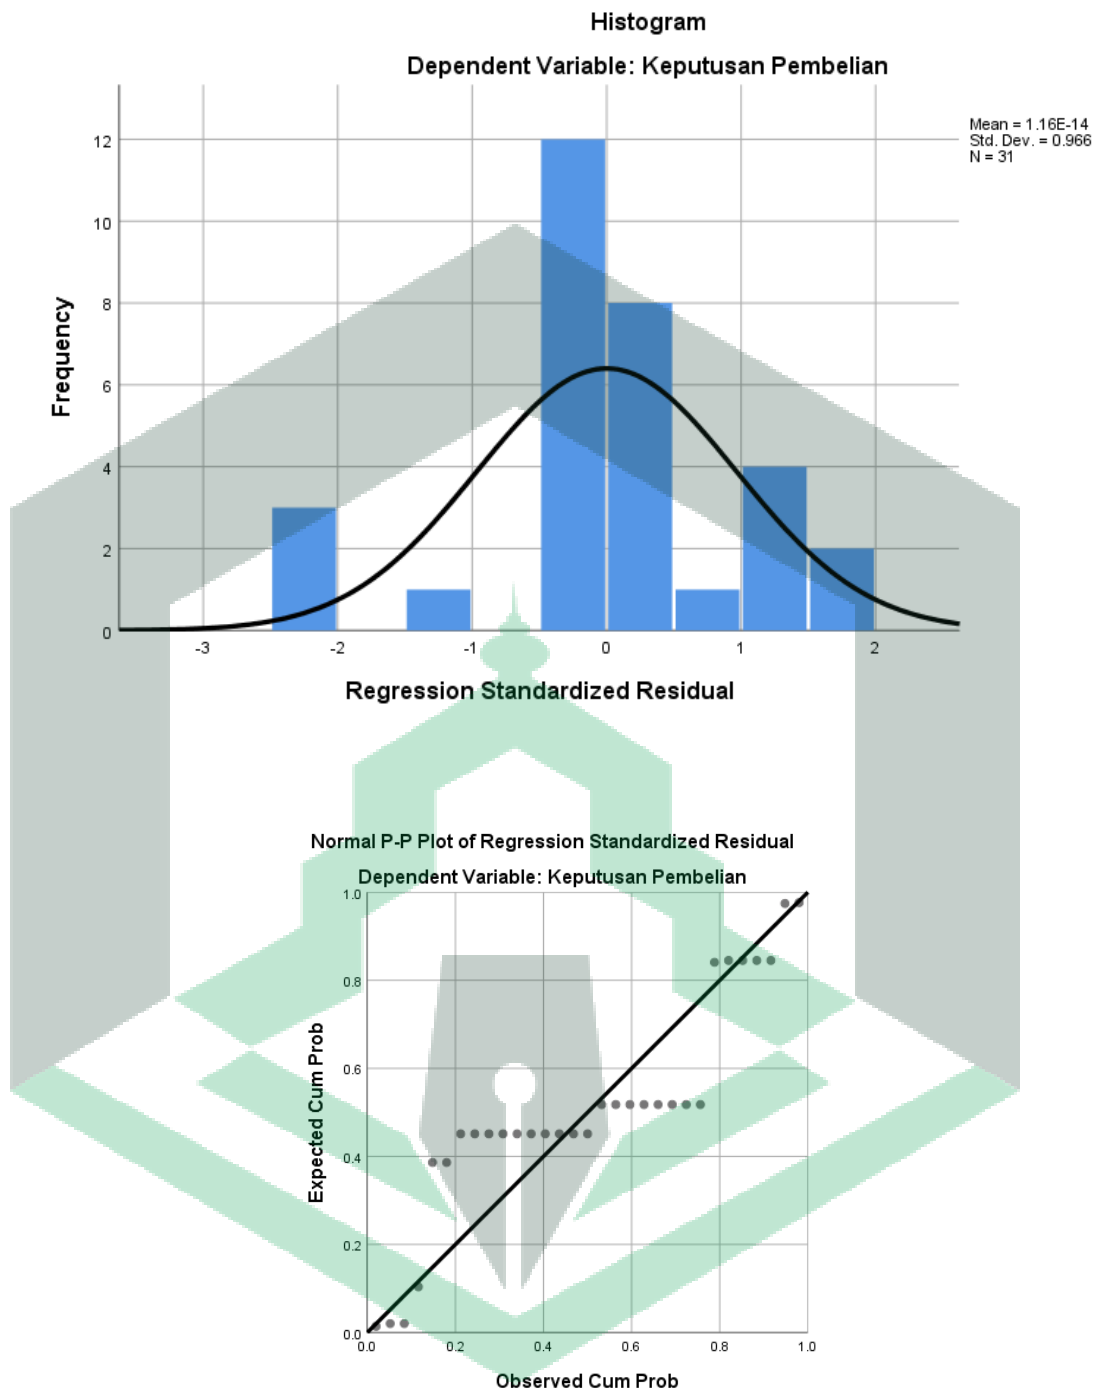 Histogram
Dependent Variable: Keputusan Pembelian
Mean = 1.16E-14
Std. Dev. = 0.966
N = 31
12
10
8
6
4
2
0
Frequency
-3 -2 -1 0 1 2
Regression Standardized Residual
Normal P-P Plot of Regression Standardized Residual
Dependent Variable: Keputusan Pembelian
1.0
0.8
0.6
0.4
0.2
0.0
Expected Cum Prob
0.0 0.2 0.4 0.6 0.8 1.0
Observed Cum Prob